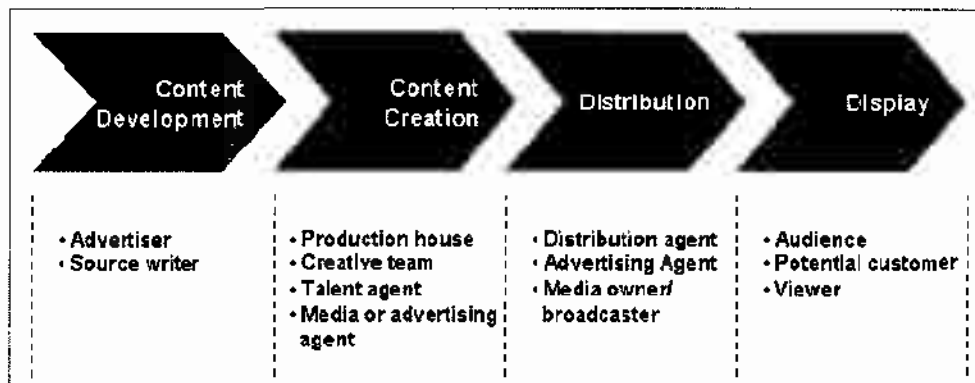 Content
Development
Content
Creation
Distribution
Display
• Advertiser
• Source writer
• Production house
• Creative team
• Talent agent
• Media or advertising
agent
• Distribution agent
• Advertising Agent
• Media owner/
broadcaster
• Audience
• Potential customer
• Viewer